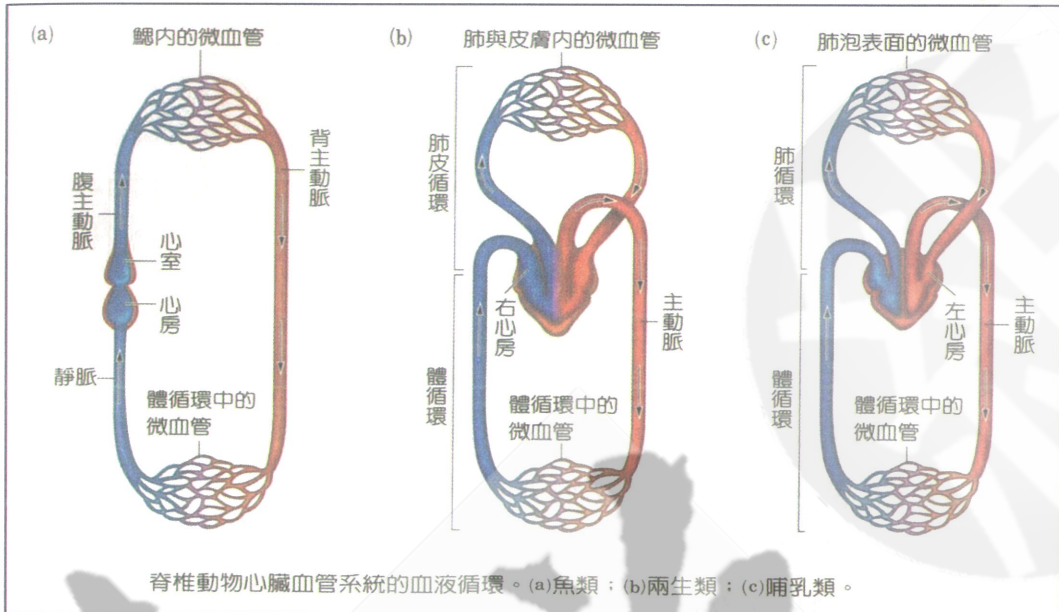 (a)
鰓内的微血管
背主動脈
腹主動脈
心室
心房
靜脈
體循環中的
微血管
(b)
肺與皮膚内的微血管
肺皮循環
右心房
主動脈
體循環
體循環中的
微血管
(c)
肺泡表面的微血管
肺循環
左心房
主動脈
體循環
體循環中的
微血管
脊椎動物心臟血管系統的血液循環。(a)魚類；(b)兩生類；(c)哺乳類。